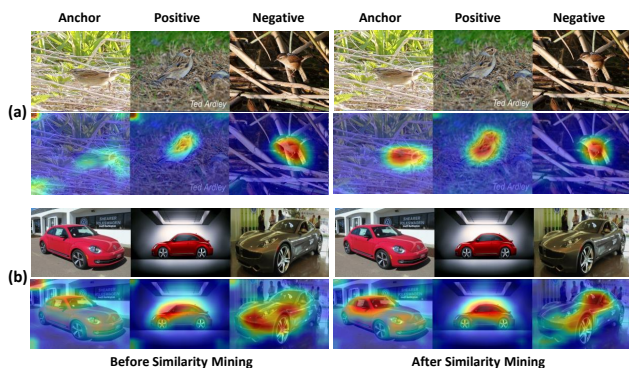 Anchor Positive Negative Anchor Positive Negative
(a)
Ted Ardley Ted Ardley
Ted Ardley Ted Ardley
(b)
Before Similarity Mining After Similarity Mining